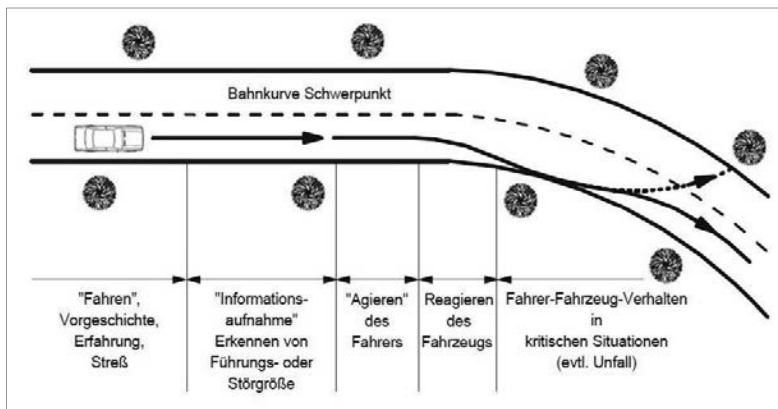 Bahnkurve Schwerpunkt
"Fahren",
Vorgeschichte,
Erfahrung,
Streß
"Informations-
aufnahme"
Erkennen von
Führungs- oder
Störgröße
"Agieren"
des
Fahrers
Reagieren
des
Fahrzeugs
Fahrer-Fahrzeug-Verhalten
in
kritischen Situationen
(evtl. Unfall)